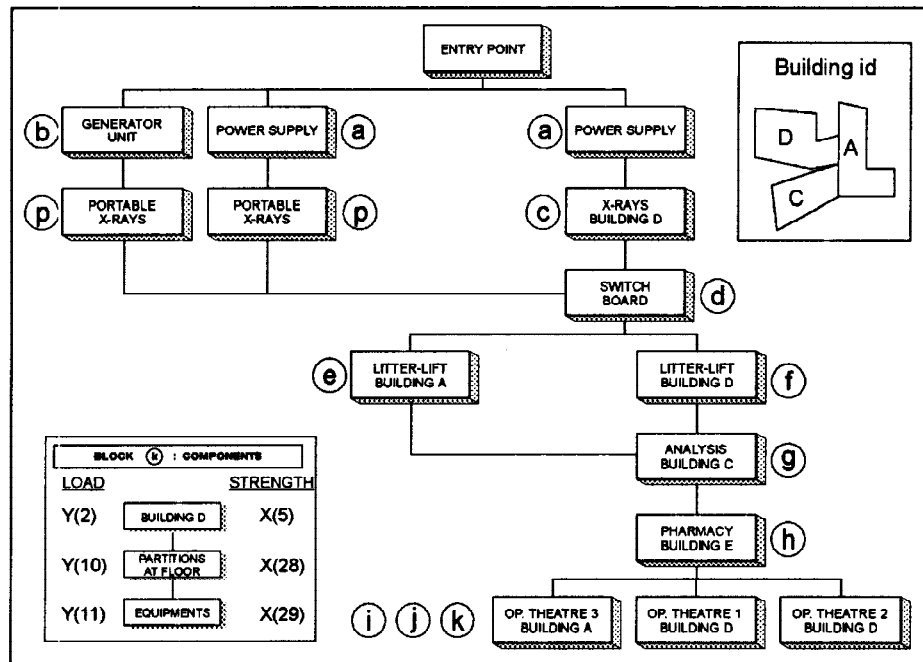 ENTRY POINT
Building id
D
A
C
b
GENERATOR
UNIT
POWER SUPPLY
a
a
POWER SUPPLY
p
PORTABLE
X-RAYS
PORTABLE
X-RAYS
p
c
X-RAYS
BUILDING D
SWITCH
BOARD
d
e
LITTER-LIFT
BUILDING A
LITTER-LIFT
BUILDING D
f
ANALYSIS
BUILDING C
g
PHARMACY
BUILDING E
h
i j k
OP. THEATRE 3
BUILDING A
OP. THEATRE 1
BUILDING D
OP. THEATRE 2
BUILDING D
BLOCK k : COMPONENTS
LOAD STRENGTH
Y(2) BUILDING D X(5)
Y(10) PARTITIONS AT FLOOR X(28)
Y(11) EQUIPMENTS X(29)